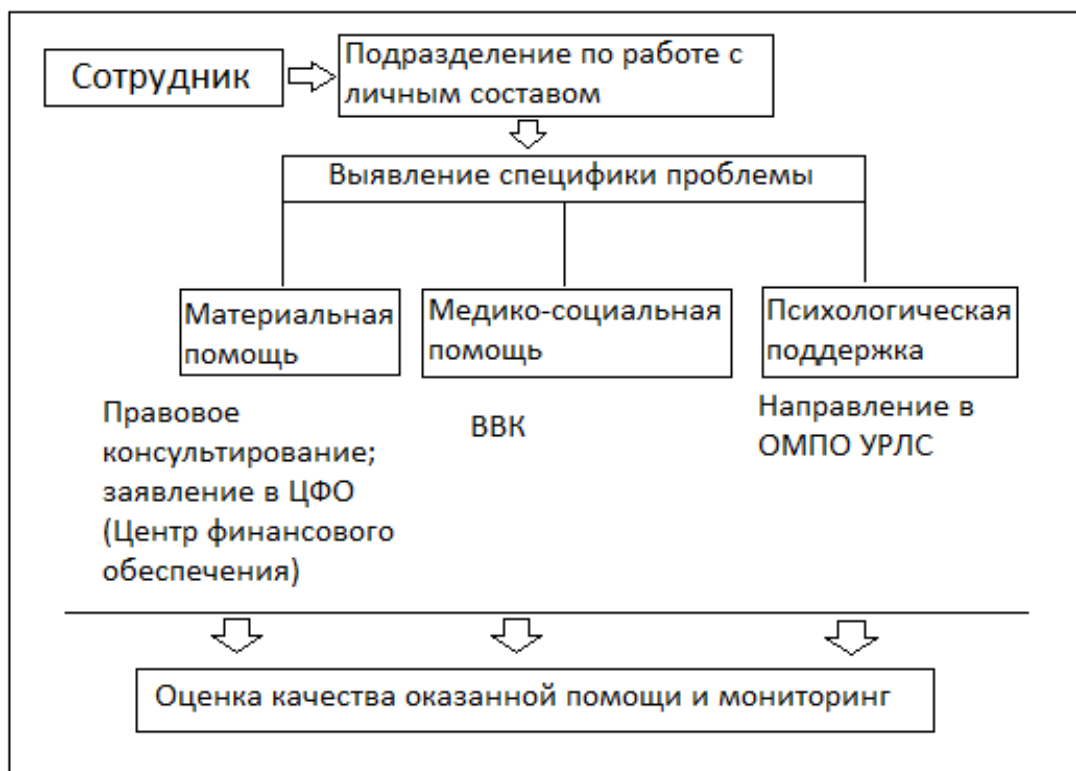 Сотрудник
Подразделение по работе с
личным составом
Выявление специфики проблемы
Материальная
помощь
Медико-социальная
помощь
Психологическая
поддержка
Правовое
консультирование;
заявление в ЦФО
(Центр финансового
обеспечения)
ВВК
Направление в
ОМПО УРЛС
Оценка качества оказанной помощи и мониторинг